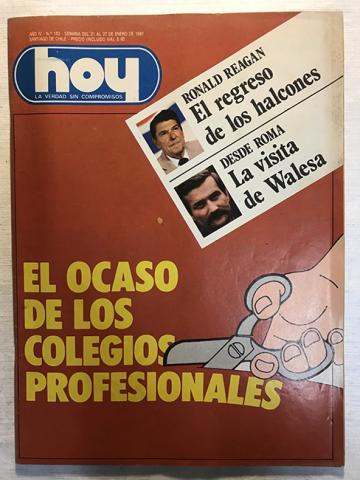 AÑO IV - N° 183 - SEMANA DEL 21 AL 27 DE ENERO DE 1981
SANTIAGO DE CHILE - PRECIO (INCLUIDO IVA) $ 80
hoy
LA VERDAD SIN COMPROMISOS
RONALD REAGAN
El regreso
de los halcones
DESDE ROMA
La visita
de Walesa
EL OCASO
DE LOS
COLEGIOS
PROFESIONALES